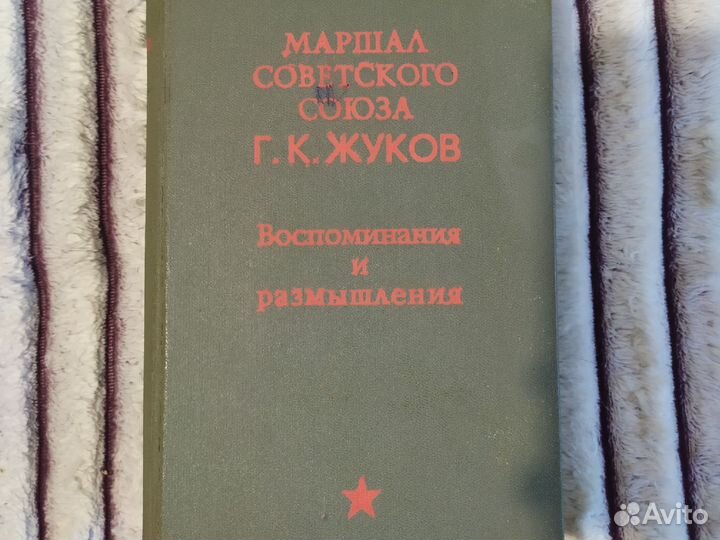 МАРШАЛ
СОВЕТСКОГО
СОЮЗА
Г. К. ЖУКОВ
Воспоминания
и
размышления
Avito